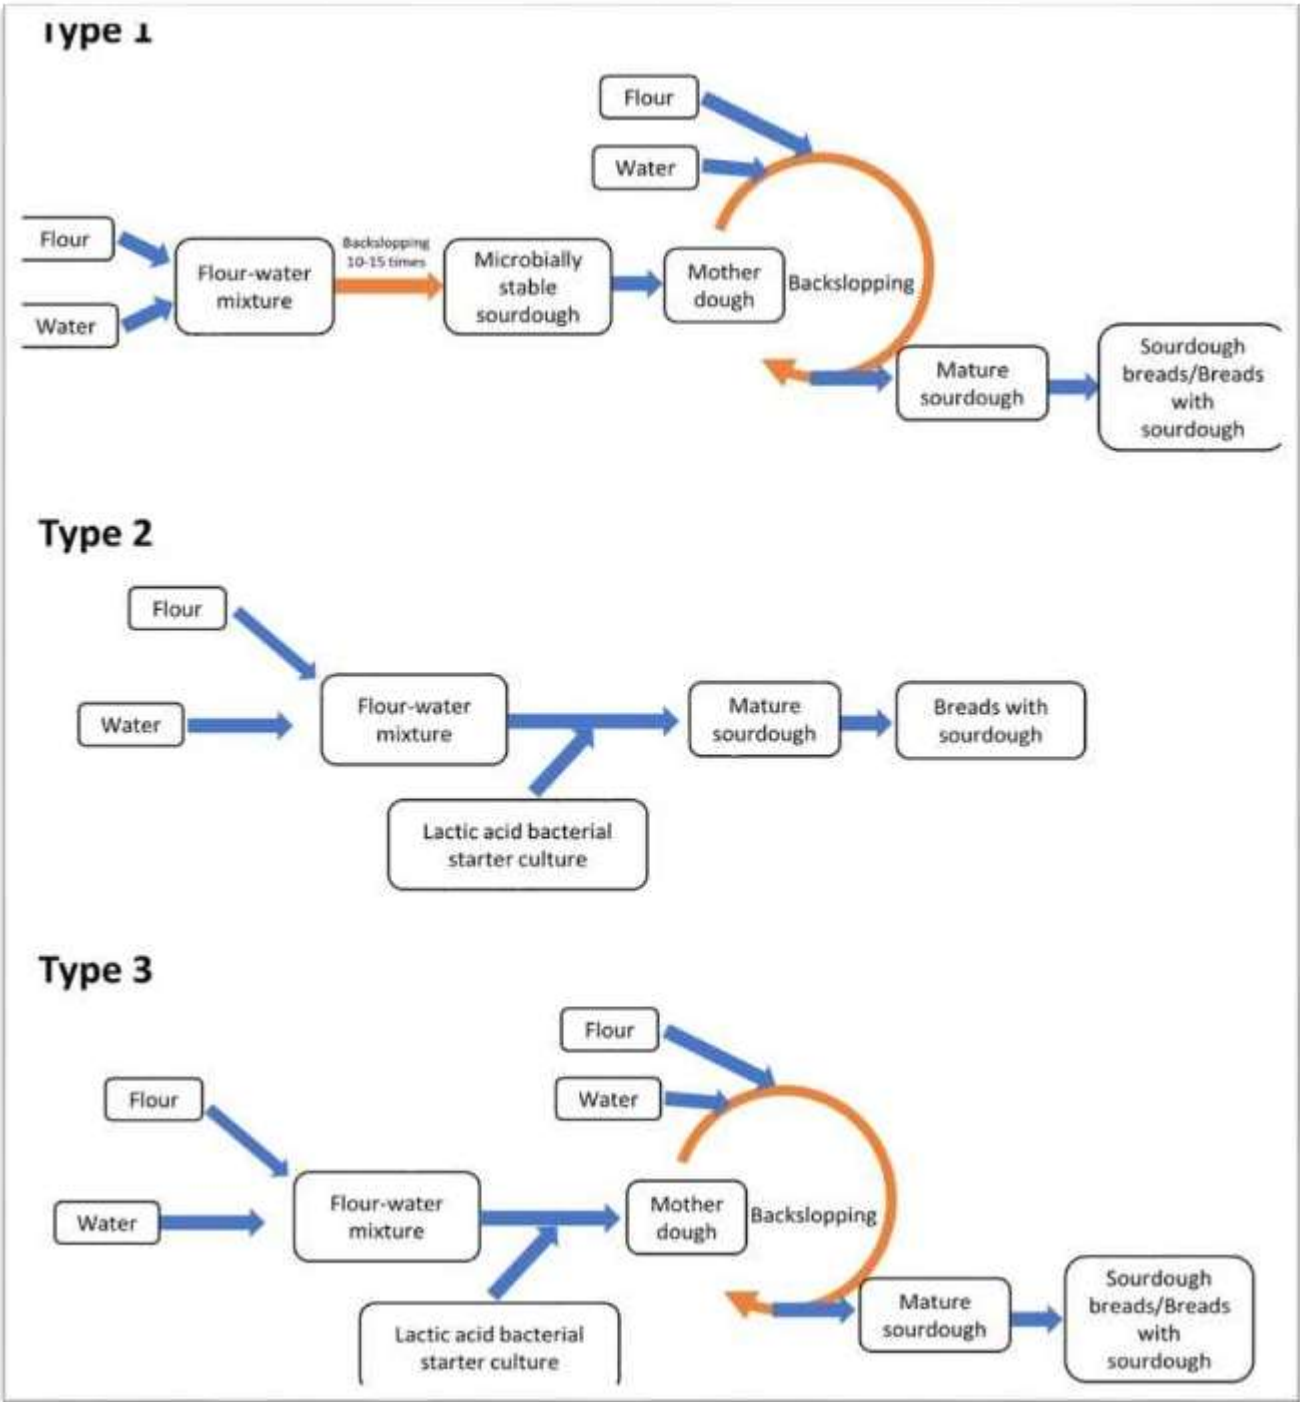 Type 1
Flour
Water
Flour
Water
Flour-water
mixture
Backslopping
10-15 times
Microbially
stable
sourdough
Mother
dough
Backslopping
Mature
sourdough
Sourdough
breads/Breads
with
sourdough
Type 2
Flour
Water
Flour-water
mixture
Lactic acid bacterial
starter culture
Mature
sourdough
Breads with
sourdough
Type 3
Flour
Water
Flour
Water
Flour-water
mixture
Lactic acid bacterial
starter culture
Mother
dough
Backslopping
Mature
sourdough
Sourdough
breads/Breads
with
sourdough